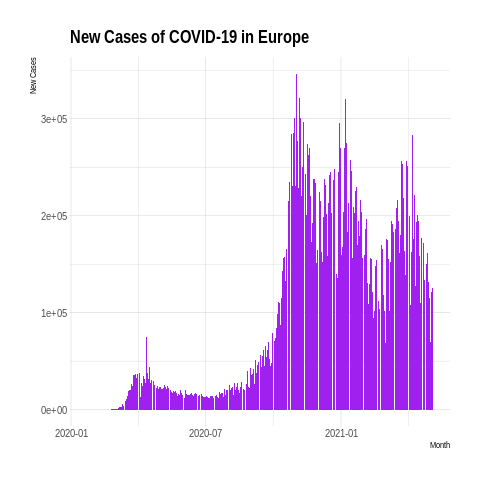 New Cases of COVID-19 in Europe
New Cases
3e+05
2e+05
1e+05
0e+00
2020-01
2020-07
2021-01
Month